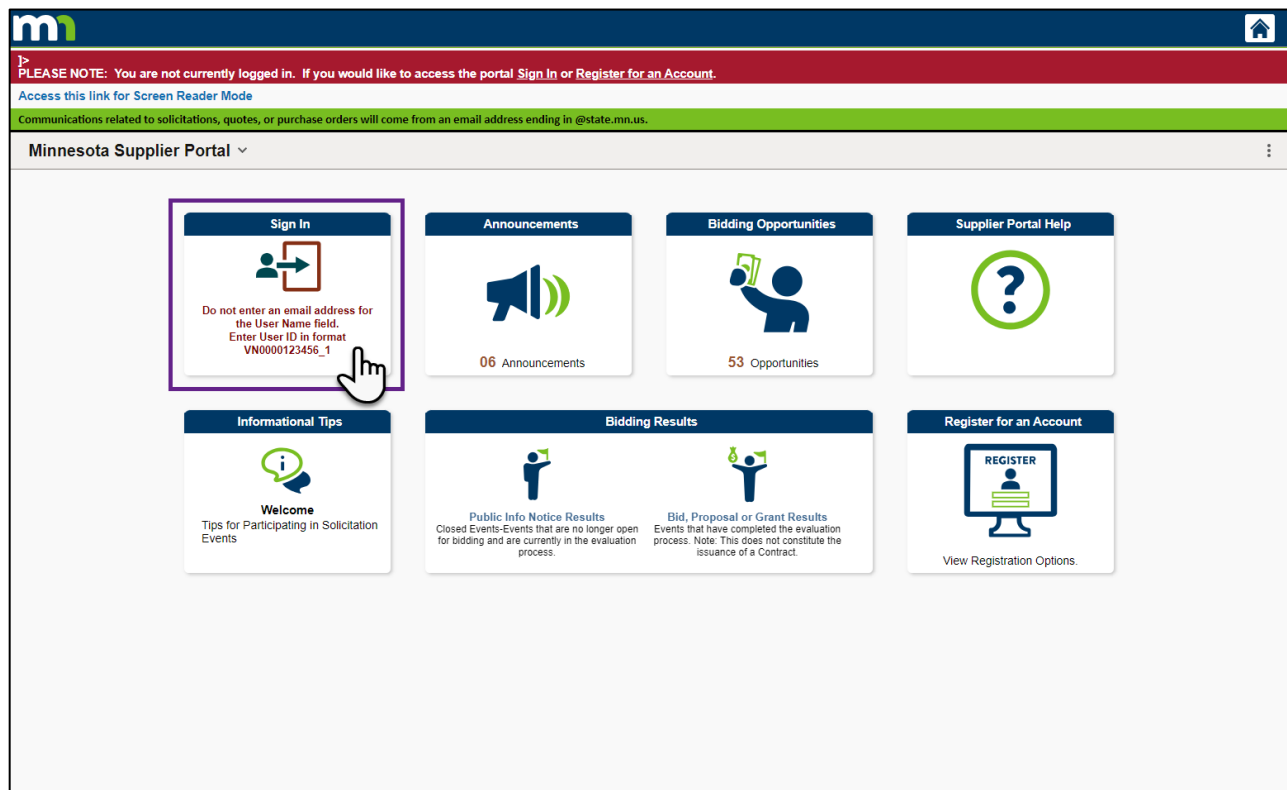 mn
]>
PLEASE NOTE: You are not currently logged in. If you would like to access the portal Sign In or Register for an Account.
Access this link for Screen Reader Mode
Communications related to solicitations, quotes, or purchase orders will come from an email address ending in @state.mn.us.
Minnesota Supplier Portal
Sign In
Do not enter an email address for
the User Name field.
Enter User ID in format
VN0000123456_1
Announcements
06 Announcements
Bidding Opportunities
53 Opportunities
Supplier Portal Help
?
Informational Tips
i
Welcome
Tips for Participating in Solicitation
Events
Bidding Results
Public Info Notice Results
Closed Events-Events that are no longer open
for bidding and are currently in the evaluation
process.
$
Bid, Proposal or Grant Results
Events that have completed the evaluation
process. Note: This does not constitute the
issuance of a Contract.
Register for an Account
REGISTER
View Registration Options.